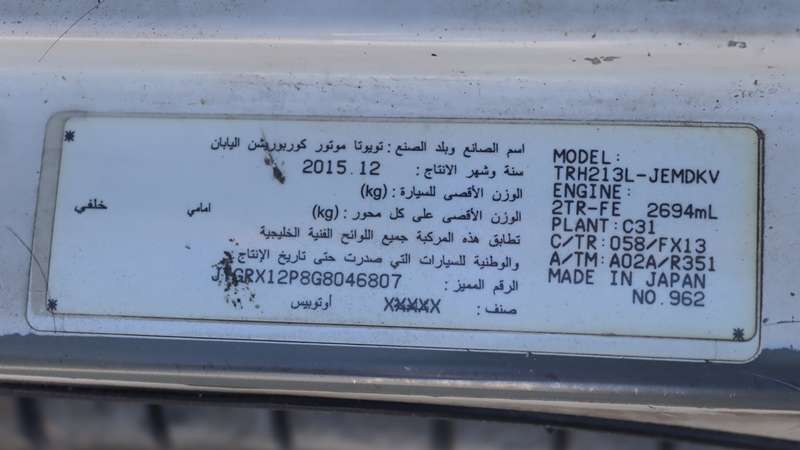 اسم الصانع وبلد الصنع : تويوتا موتور كوربوريشن اليابان
سنة وشهر الانتاج : 2015.12
الوزن الأقصى للسيارة : (kg)
الوزن الأقصى على كل محور : (kg) امامي خلفي
تطابق هذه المركبة جميع اللوائح الفنية الخليجية
والوطنية للسيارات التي صدرت حتى تاريخ الإنتاج
الرقم المميز : GRX12P8G8046807
صنف : XXXXX أوتوبيس
MODEL:
TRH213L-JEMDKV
ENGINE:
2TR-FE 2694mL
PLANT: C31
C/TR: 058/FX13
A/TM: A02A/R351
MADE IN JAPAN
NO.962